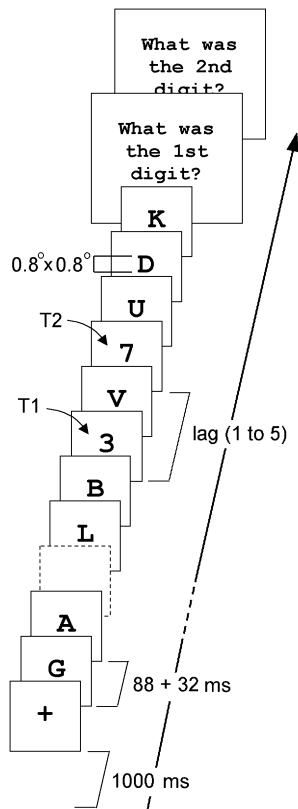 What was
the 2nd
digit?
What was
the 1st
digit?
K
0.8°×0.8°
D
U
T2
7
V
T1
3
lag (1 to 5)
B
L
A
G
88 + 32 ms
+
1000 ms